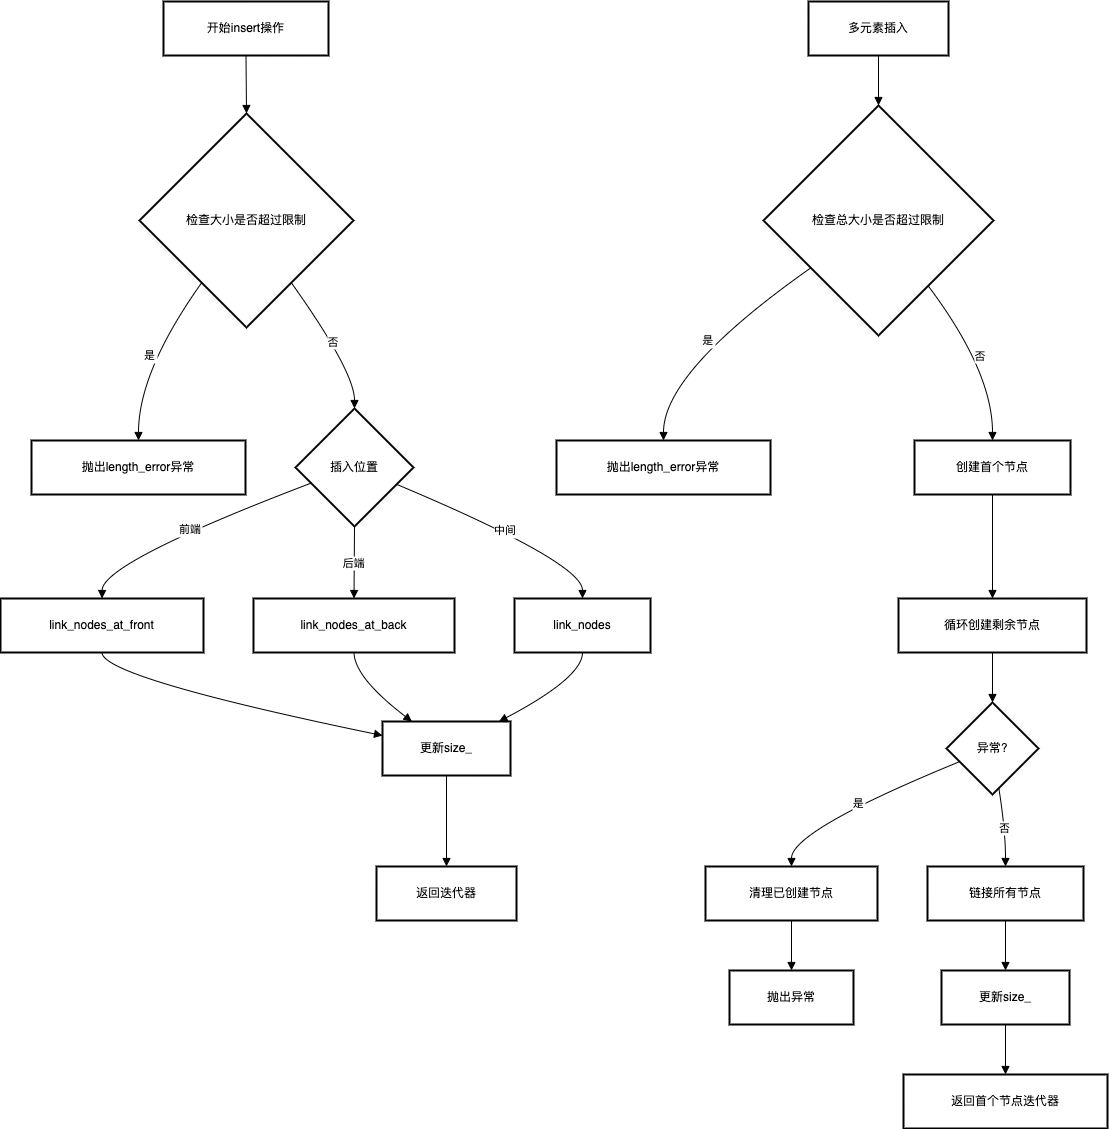 开始insert操作
检查大小是否超过限制
是
否
抛出length_error异常
插入位置
前端
后端
中间
link_nodes_at_front
link_nodes_at_back
link_nodes
更新size_
返回迭代器
多元素插入
检查总大小是否超过限制
是
否
抛出length_error异常
创建首个节点
循环创建剩余节点
异常?
是
否
清理已创建节点
链接所有节点
抛出异常
更新size_
返回首个节点迭代器